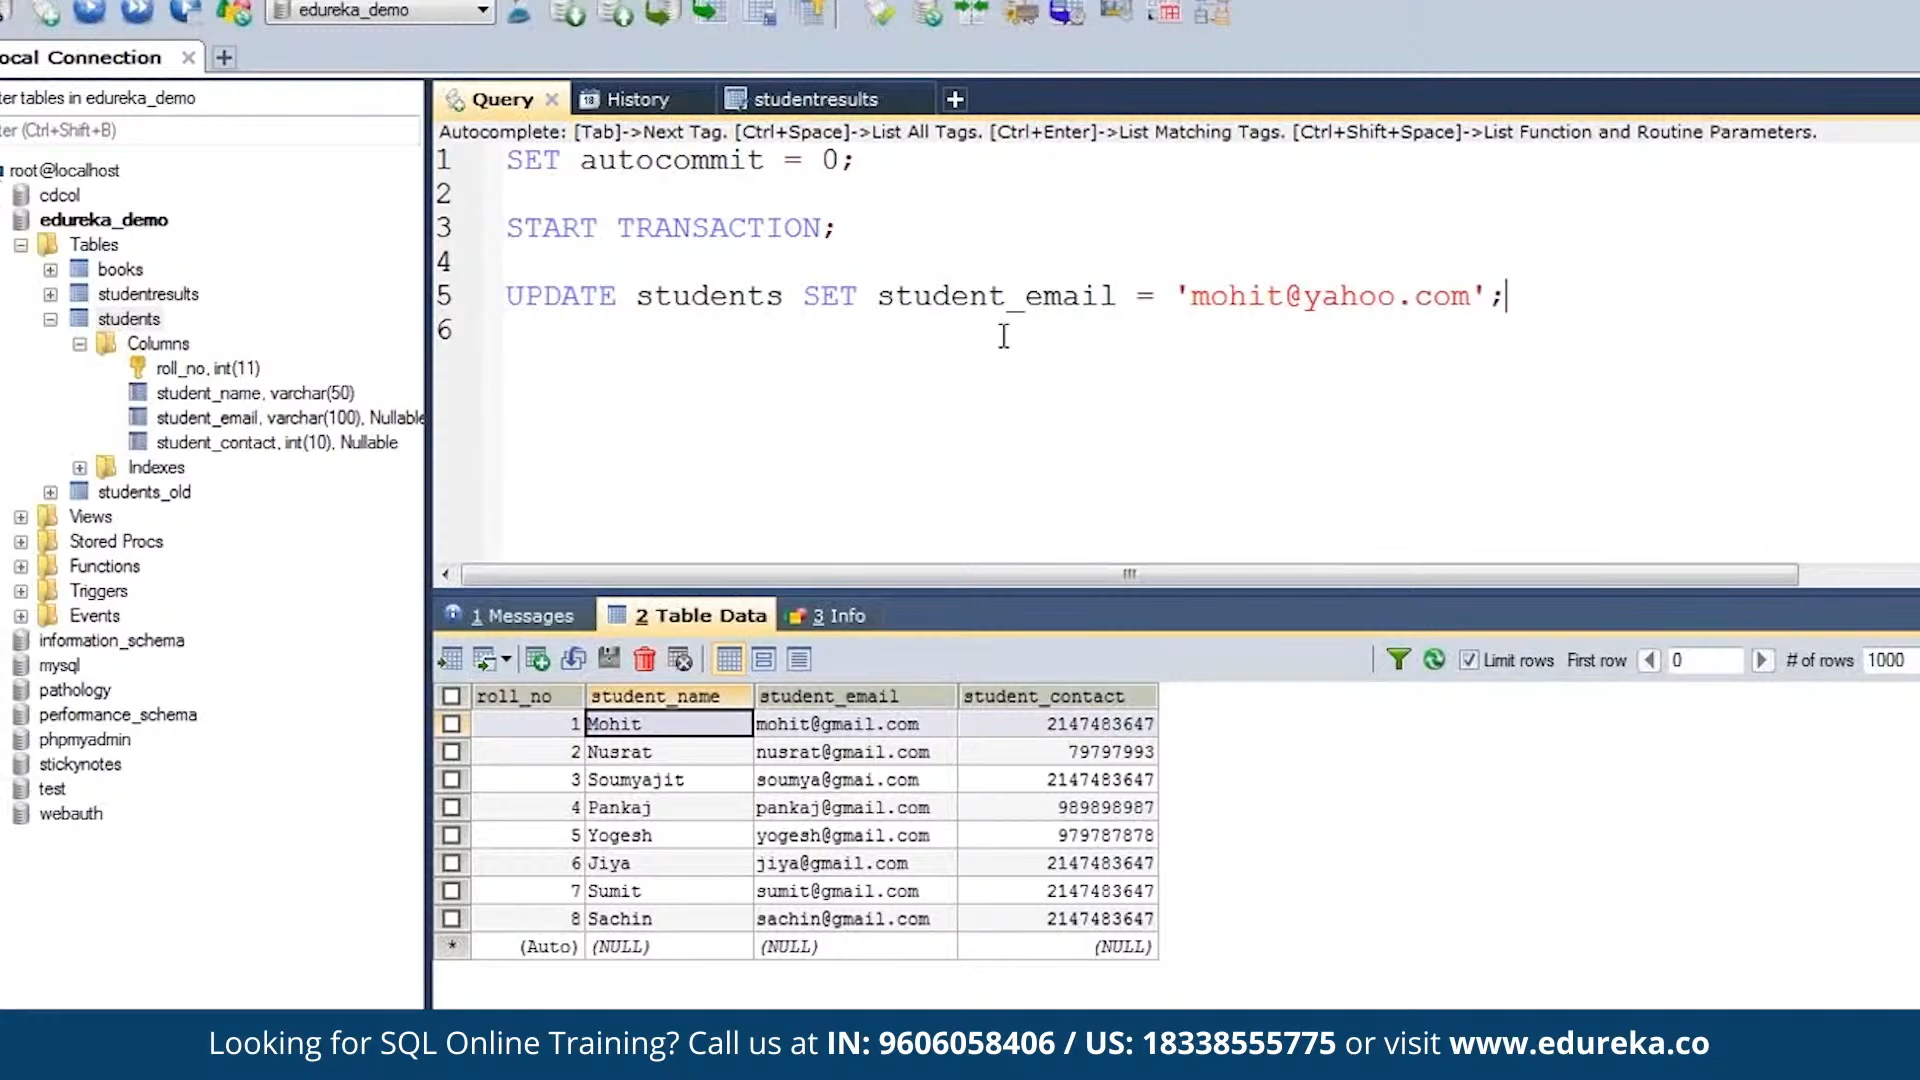 edureka_demo
ocal Connection
ter tables in edureka_demo
ter (Ctrl+Shift+B)
root@localhost
cdcol
edureka_demo
Tables
books
studentresults
students
Columns
roll_no, int(11)
student_name, varchar(50)
student_email, varchar(100), Nullable
student_contact, int(10), Nullable
Indexes
students_old
Views
Stored Procs
Functions
Triggers
Events
information_schema
mysql
pathology
performance_schema
phpmyadmin
stickynotes
test
webauth
Query History studentresults
Autocomplete: [Tab]->Next Tag. [Ctrl+Space]->List All Tags. [Ctrl+Enter]->List Matching Tags. [Ctrl+Shift+Space]->List Function and Routine Parameters.
1 SET autocommit = 0;
2
3 START TRANSACTION;
4
5 UPDATE students SET student_email = 'mohit@yahoo.com';
6
1 Messages 2 Table Data 3 Info
Limit rows First row 0 # of rows 1000
roll_no student_name student_email student_contact
1 Mohit mohit@gmail.com 2147483647
2 Nusrat nusrat@gmail.com 79797993
3 Soumyajit soumya@gmai.com 2147483647
4 Pankaj pankaj@gmail.com 989898987
5 Yogesh yogesh@gmail.com 979787878
6 Jiya jiya@gmail.com 2147483647
7 Sumit sumit@gmail.com 2147483647
8 Sachin sachin@gmail.com 2147483647
* (Auto) (NULL) (NULL) (NULL)
Looking for SQL Online Training? Call us at IN: 9606058406 / US: 18338555775 or visit www.edureka.co